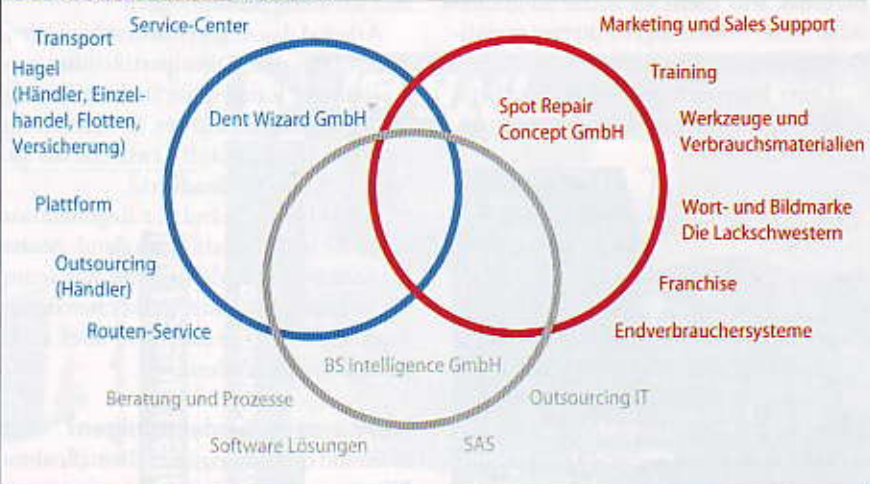 Service-Center
Transport
Hagel
(Händler, Einzel-
handel, Flotten,
Versicherung)
Plattform
Outsourcing
(Händler)
Routen-Service
Dent Wizard GmbH
Spot Repair
Concept GmbH
Marketing und Sales Support
Training
Werkzeuge und
Verbrauchsmaterialien
Wort- und Bildmarke
Die Lackschwestern
Franchise
Endverbrauchersysteme
BS Intelligence GmbH
Beratung und Prozesse
Outsourcing IT
Software Lösungen
SAS